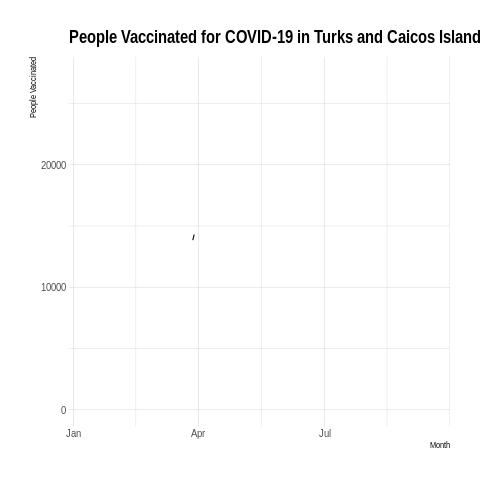 People Vaccinated for COVID-19 in Turks and Caicos Island
People Vaccinated
20000
10000
0
Jan
Apr
Jul
Month